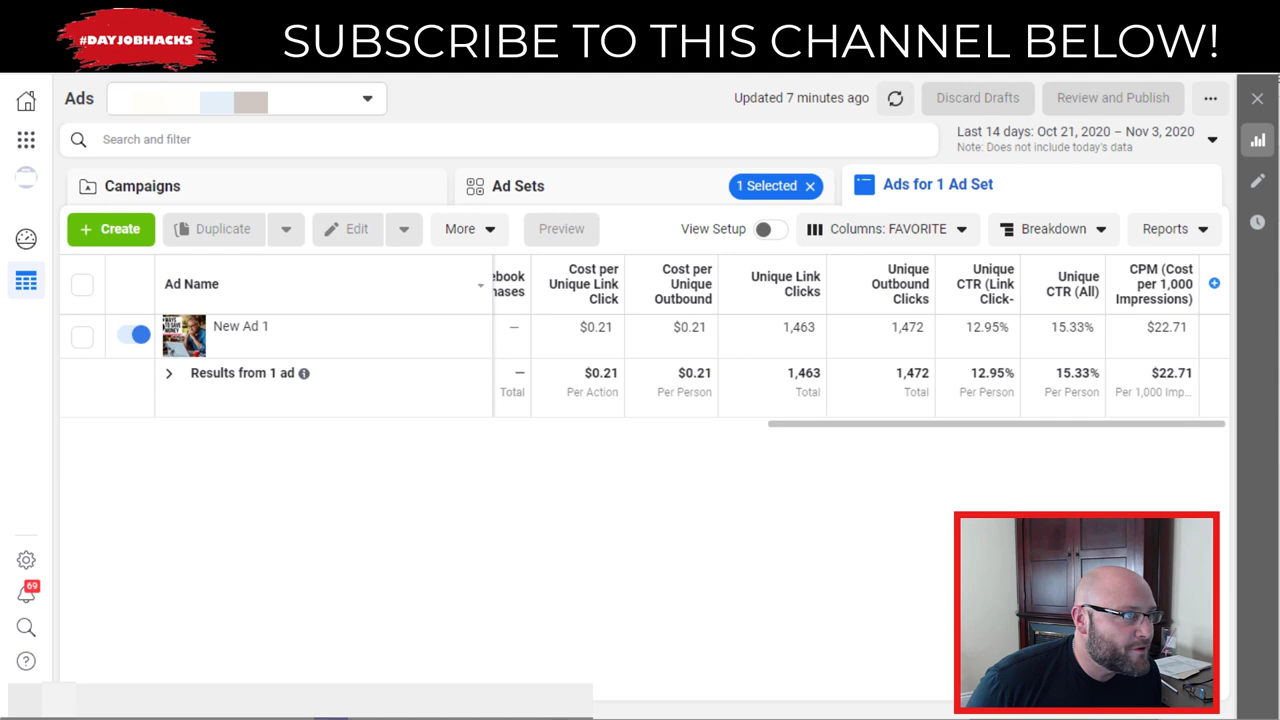 #DAYJOBHACKS
SUBSCRIBE TO THIS CHANNEL BELOW!
Ads
Updated 7 minutes ago
Discard Drafts
Review and Publish
Search and filter
Last 14 days: Oct 21, 2020 – Nov 3, 2020
Note: Does not include today's data
Campaigns
Ad Sets
1 Selected
Ads for 1 Ad Set
+ Create
Duplicate
Edit
More
Preview
View Setup
Columns: FAVORITE
Breakdown
Reports
Ad Name
ebook
hases
Cost per
Unique Link
Click
Cost per
Unique
Outbound
Unique Link
Clicks
Unique
Outbound
Clicks
Unique
CTR (Link
Click-
Unique
CTR (All)
CPM (Cost
per 1,000
Impressions)
WAYS
TO SAVE
MONEY
New Ad 1
— $0.21 $0.21 1,463 1,472 12.95% 15.33% $22.71
Results from 1 ad
— $0.21 $0.21 1,463 1,472 12.95% 15.33% $22.71
Total Per Action Per Person Total Total Per Person Per Person Per 1,000 Imp...
69